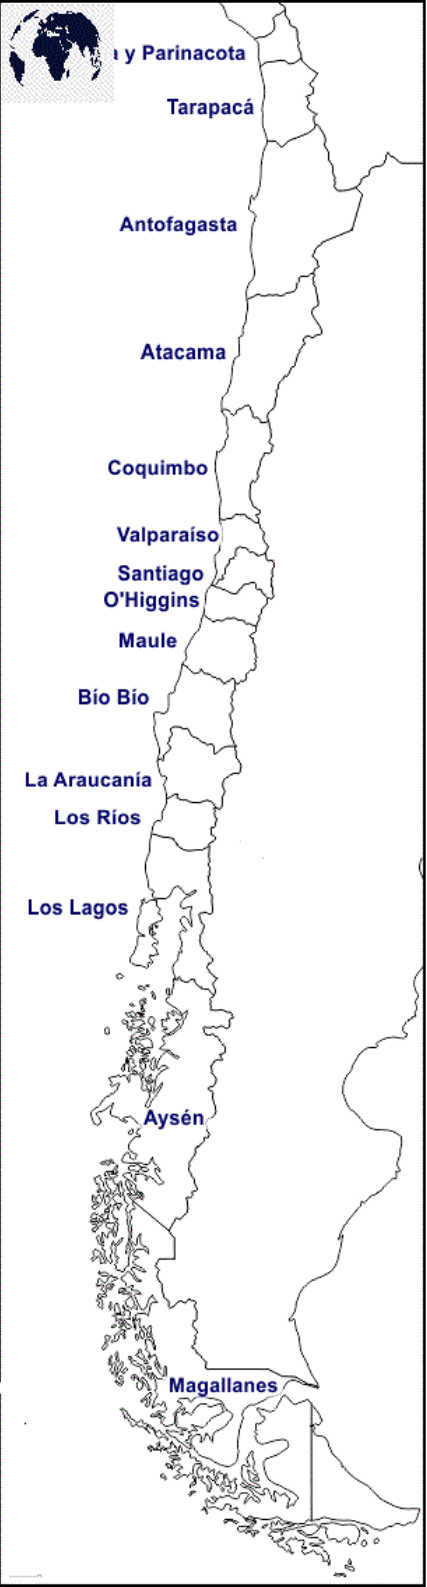 y Parinacota
Tarapacá
Antofagasta
Atacama
Coquimbo
Valparaíso
Santiago
O'Higgins
Maule
Bío Bío
La Araucanía
Los Ríos
Los Lagos
Aysén
Magallanes